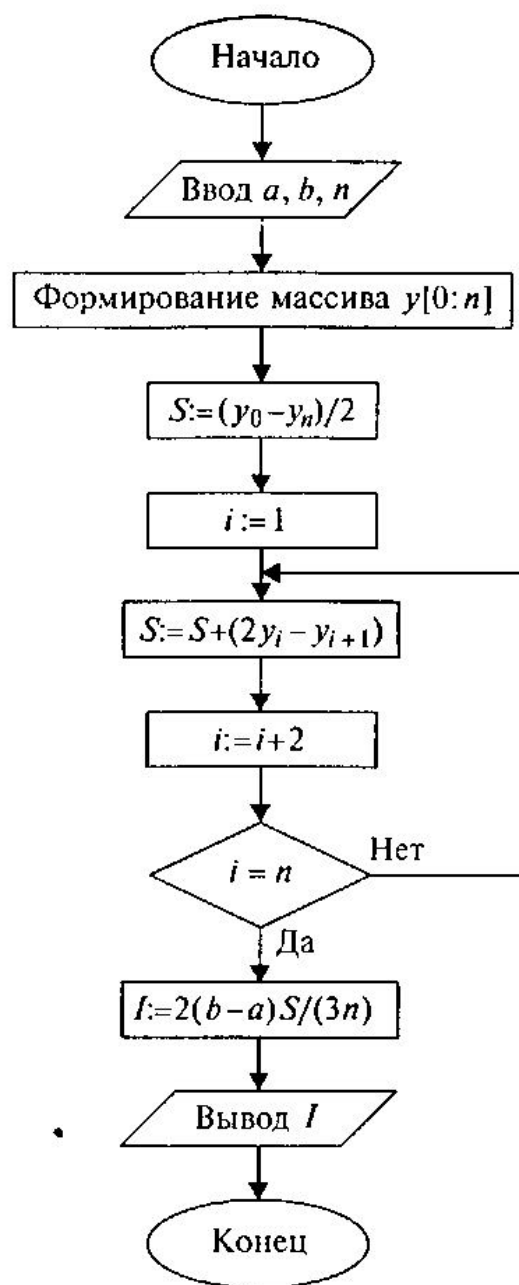 Начало
Ввод a, b, n
Формирование массива y[0:n]
S:=(y₀−yₙ)/2
i:=1
S:=S+(2yᵢ−yᵢ₊₁)
i:=i+2
i=n
Нет
Да
I:=2(b−a)S/(3n)
Вывод I
Конец